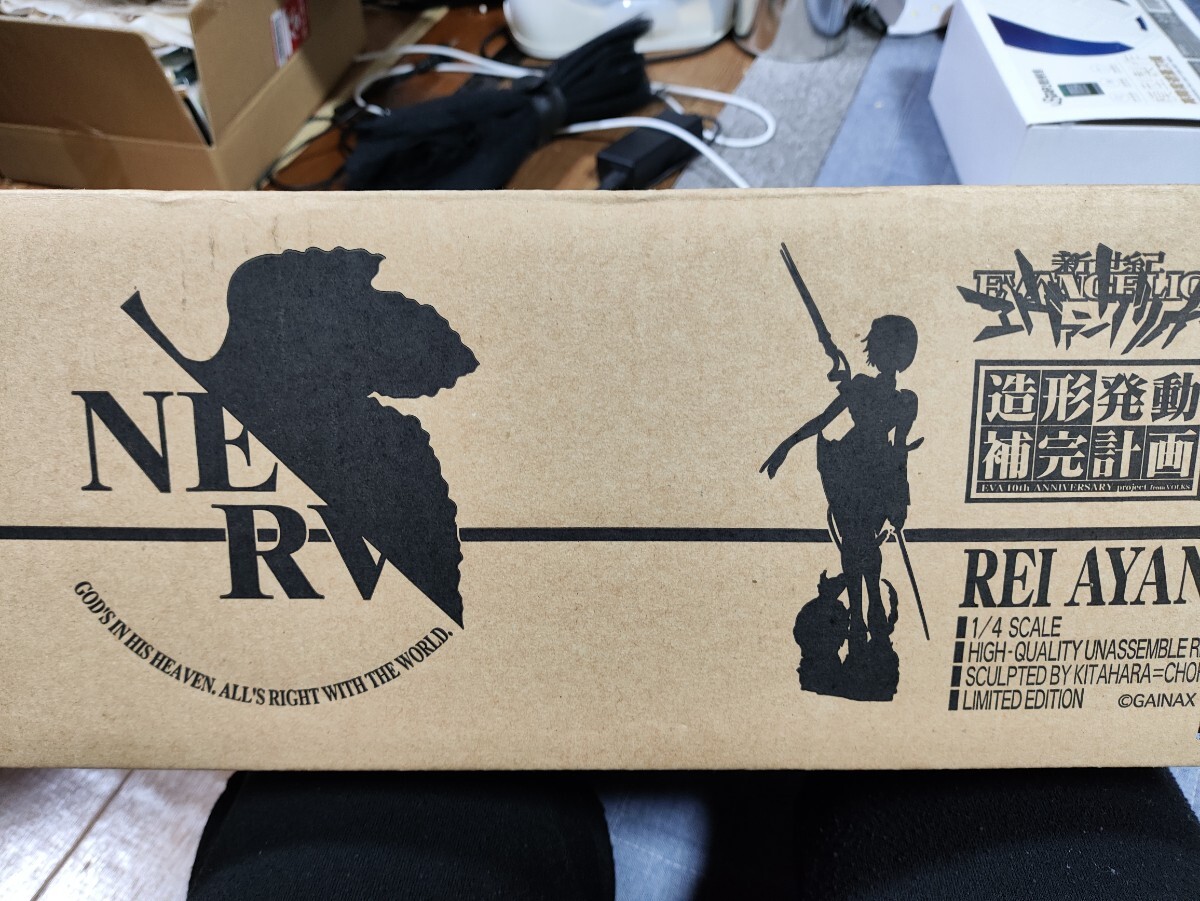 NE
RV
GOD'S IN HIS HEAVEN. ALL'S RIGHT WITH THE WORLD.
新世紀
EVANGELIO
エヴァンゲリオ
造形発動
補完計画
EVA 10th ANNIVERSARY project from VOLKS
REI AYAN
1/4 SCALE
HIGH-QUALITY UNASSEMBLE R
SCULPTED BY KITAHARA=CHO
LIMITED EDITION
©GAINAX